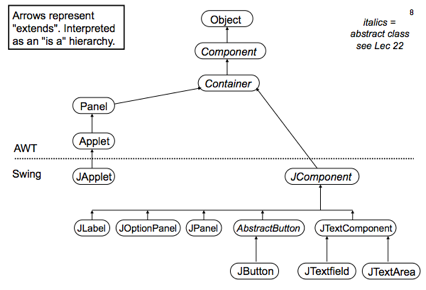 Arrows represent
"extends". Interpreted
as an "is a" hierarchy.
8
italics =
abstract class
see Lec 22
Object
Component
Container
Panel
Applet
AWT
Swing
JApplet
JComponent
JLabel
JOptionPanel
JPanel
AbstractButton
JTextComponent
JButton
JTextfield
JTextArea